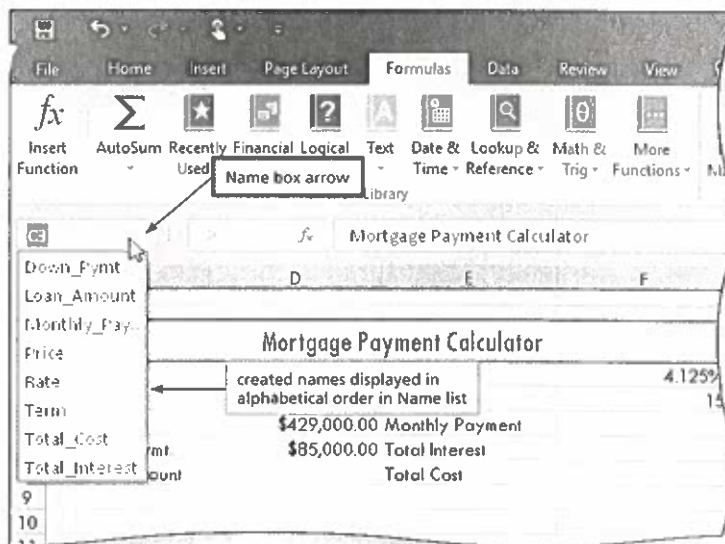 File Home Insert Page Layout Formulas Data Review View
fx Σ ? A θ
Insert AutoSum Recently Financial Logical Text Date & Lookup & Math & More
Function Used Time Reference Trig Functions
Name box arrow
Library
C3 fx Mortgage Payment Calculator
Down_Pymt
D E F
Loan_Amount
Monthly_Pay...
Mortgage Payment Calculator
Price
Rate 4.125%
created names displayed in
alphabetical order in Name list
Term 15
$429,000.00 Monthly Payment
Total_Cost
ymt $85,000.00 Total Interest
Total_Interest
ount Total Cost
9
10